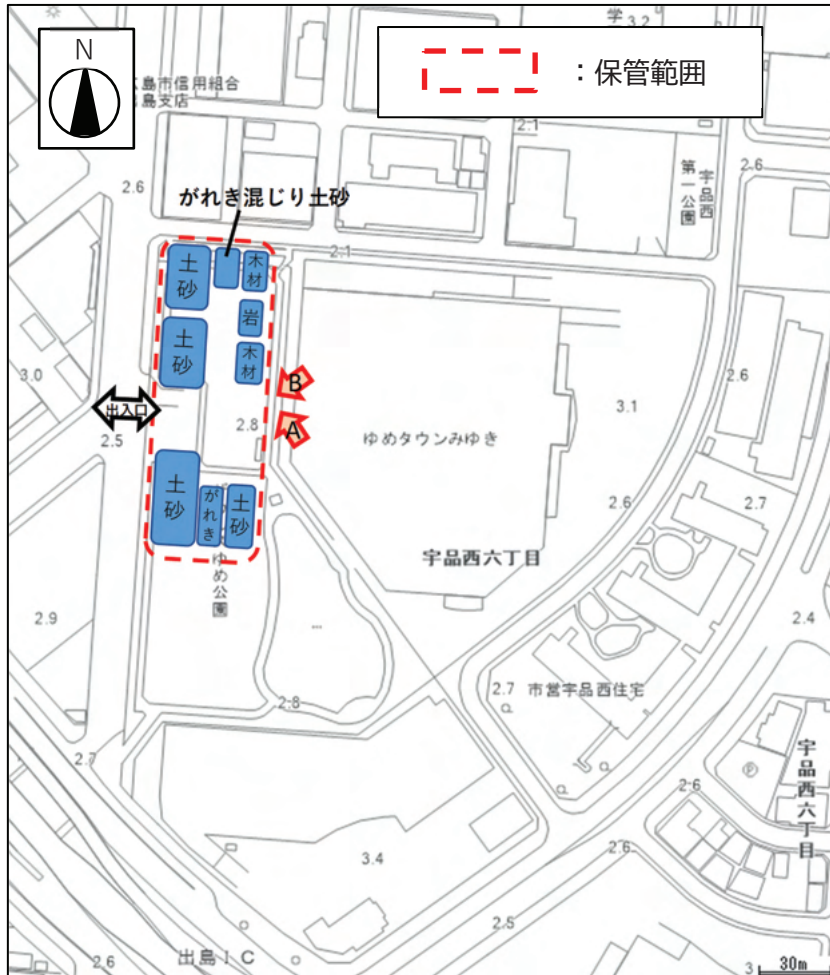 学
3.2
N
広島市信用組合
出島支店
：保管範囲
2.1
2.6
宇品西
第一公園
2.6
がれき混じり土砂
2.1
土砂
木材
岩
土砂
木材
3.0
B
出入口
A
2.5
2.8
ゆめタウンみゆき
3.1
2.6
土砂
がれき
土砂
ゆめ公園
2.6
2.7
宇品西六丁目
2.9
2.4
2.7
市営宇品西住宅
2.8
2.7
宇品西六丁目
2.6
3.4
2.6
2.5
2.6
出島IC
3
30m